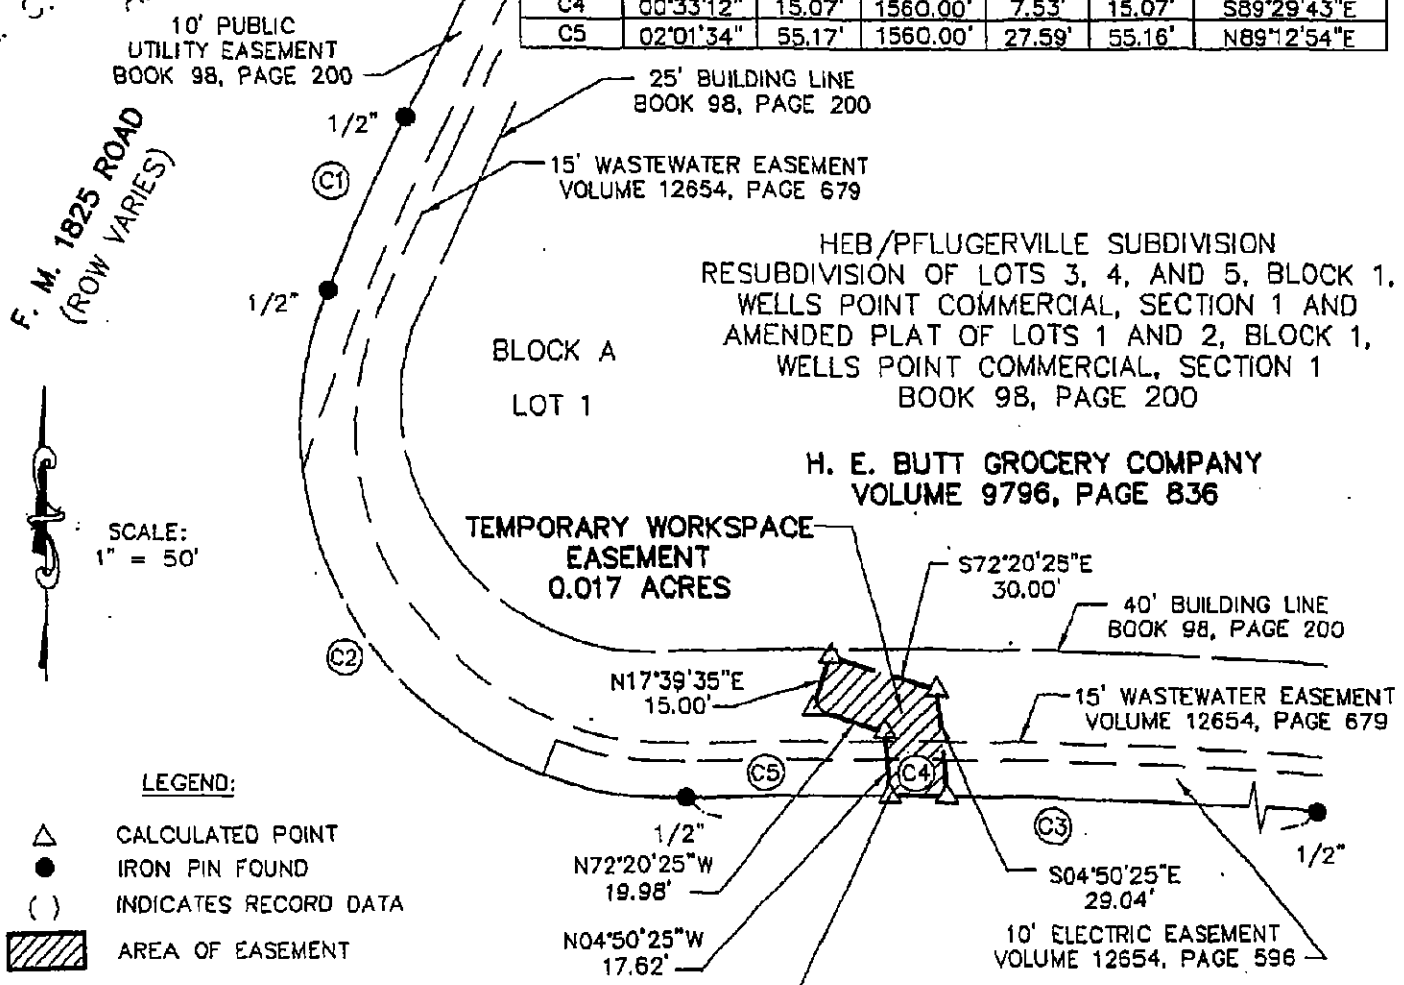 C4 00°33'12" 15.07' 1560.00' 7.53' 15.07' S89°29'43"E
C5 02°01'34" 55.17' 1560.00' 27.59' 55.16' N89°12'54"E
10' PUBLIC
UTILITY EASEMENT
BOOK 98, PAGE 200
25' BUILDING LINE
BOOK 98, PAGE 200
1/2"
C1
15' WASTEWATER EASEMENT
VOLUME 12654, PAGE 679
F. M. 1825 ROAD
(ROW VARIES)
HEB/PFLUGERVILLE SUBDIVISION
RESUBDIVISION OF LOTS 3, 4, AND 5, BLOCK 1,
WELLS POINT COMMERCIAL, SECTION 1 AND
AMENDED PLAT OF LOTS 1 AND 2, BLOCK 1,
WELLS POINT COMMERCIAL, SECTION 1
BOOK 98, PAGE 200
1/2"
BLOCK A
LOT 1
H. E. BUTT GROCERY COMPANY
VOLUME 9796, PAGE 836
SCALE:
1" = 50'
TEMPORARY WORKSPACE
EASEMENT
0.017 ACRES
S72°20'25"E
30.00'
40' BUILDING LINE
BOOK 98, PAGE 200
C2
N17°39'35"E
15.00'
15' WASTEWATER EASEMENT
VOLUME 12654, PAGE 679
C5
C4
C3
1/2"
1/2"
LEGEND:
CALCULATED POINT
IRON PIN FOUND
( ) INDICATES RECORD DATA
AREA OF EASEMENT
N72°20'25"W
19.98'
S04°50'25"E
29.04'
N04°50'25"W
17.62'
10' ELECTRIC EASEMENT
VOLUME 12654, PAGE 596